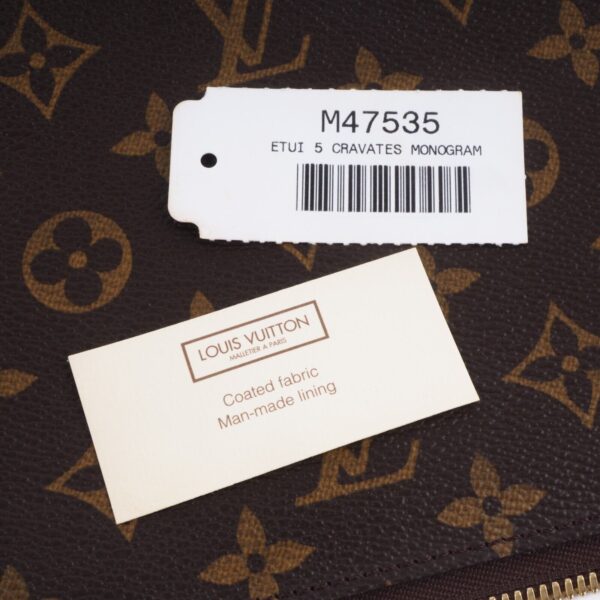 M47535
ETUI 5 CRAVATES MONOGRAM
LOUIS VUITTON
MALLETIER A PARIS
Coated fabric
Man-made lining